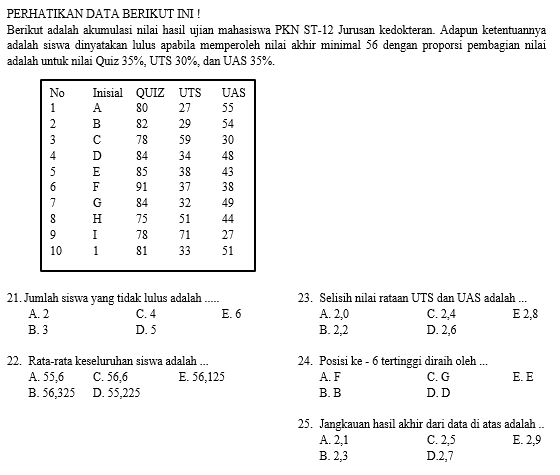 PERHATIKAN DATA BERIKUT INI !
Berikut adalah akumulasi nilai hasil ujian mahasiswa PKN ST-12 Jurusan kedokteran. Adapun ketentuannya
adalah siswa dinyatakan lulus apabila memperoleh nilai akhir minimal 56 dengan proporsi pembagian nilai
adalah untuk nilai Quiz 35%, UTS 30%, dan UAS 35%.
No Inisial QUIZ UTS UAS
1 A 80 27 55
2 B 82 29 54
3 C 78 59 30
4 D 84 34 48
5 E 85 38 43
6 F 91 37 38
7 G 84 32 49
8 H 75 51 44
9 I 78 71 27
10 1 81 33 51
21. Jumlah siswa yang tidak lulus adalah .....
A. 2 C. 4 E. 6
B. 3 D. 5
22. Rata-rata keseluruhan siswa adalah ...
A. 55,6 C. 56,6 E. 56,125
B. 56,325 D. 55,225
23. Selisih nilai rataan UTS dan UAS adalah ...
A. 2,0 C. 2,4 E 2,8
B. 2,2 D. 2,6
24. Posisi ke - 6 tertinggi diraih oleh ...
A. F C. G E. E
B. B D. D
25. Jangkauan hasil akhir dari data di atas adalah ..
A. 2,1 C. 2,5 E. 2,9
B. 2,3 D.2,7